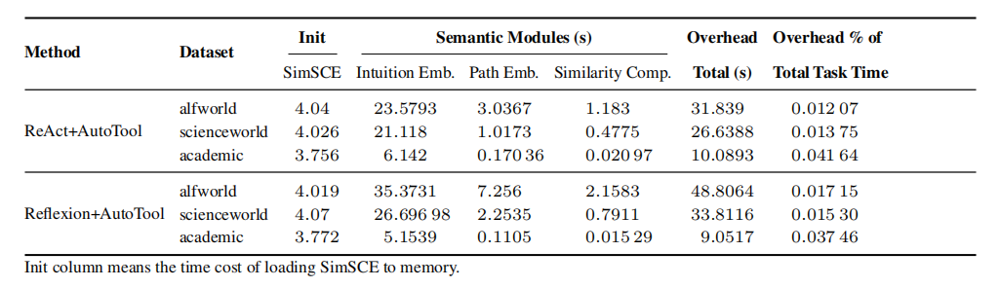 Method Dataset Init Semantic Modules (s) Overhead Overhead % of
SimSCE Intuition Emb. Path Emb. Similarity Comp. Total (s) Total Task Time
alfworld 4.04 23.5793 3.0367 1.183 31.839 0.012 07
ReAct+AutoTool scienceworld 4.026 21.118 1.0173 0.4775 26.6388 0.013 75
academic 3.756 6.142 0.170 36 0.020 97 10.0893 0.041 64
alfworld 4.019 35.3731 7.256 2.1583 48.8064 0.017 15
Reflexion+AutoTool scienceworld 4.07 26.696 98 2.2535 0.7911 33.8116 0.015 30
academic 3.772 5.1539 0.1105 0.015 29 9.0517 0.037 46
Init column means the time cost of loading SimSCE to memory.